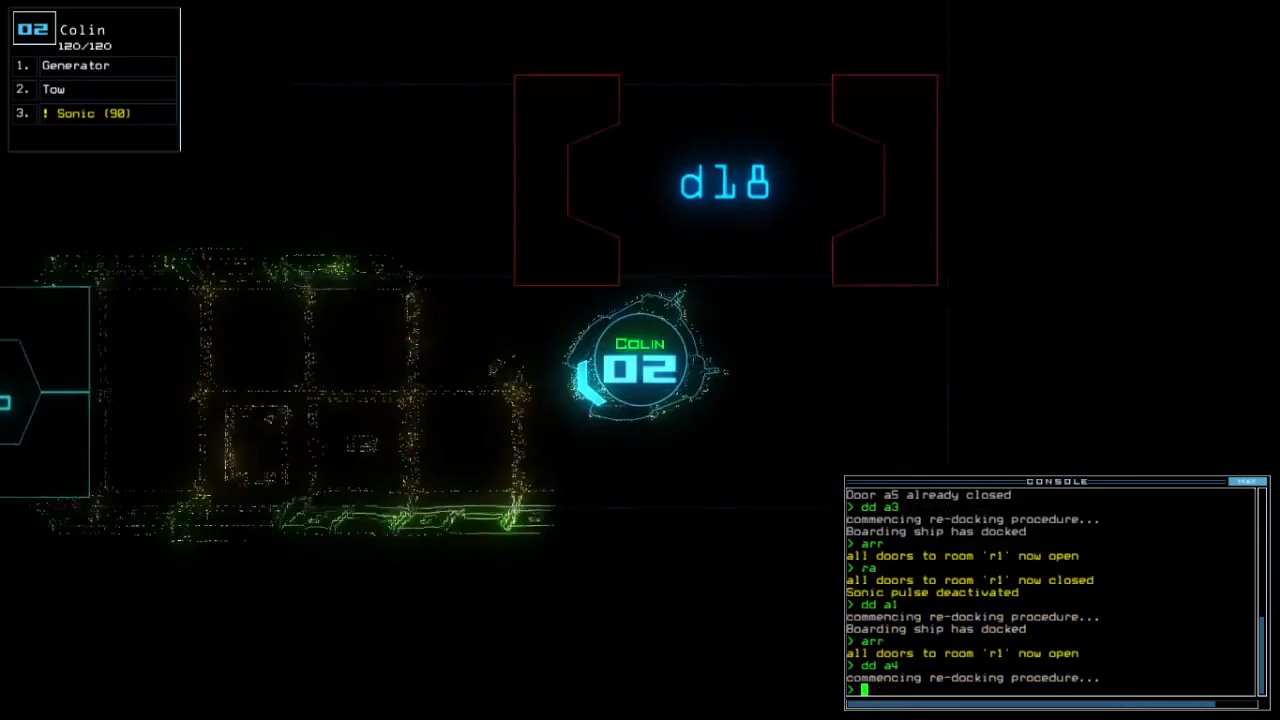 02 Colin
120/120
1. Generator
2. Tow
3. ! Sonic (90)
d18
Colin
02
CONSOLE
Door a5 already closed
> dd a3
commencing re-docking procedure...
Boarding ship has docked
> arr
all doors to room 'r1' now open
> ra
all doors to room 'r1' now closed
Sonic pulse deactivated
> dd a1
commencing re-docking procedure...
Boarding ship has docked
> arr
all doors to room 'r1' now open
> dd a4
commencing re-docking procedure...
>